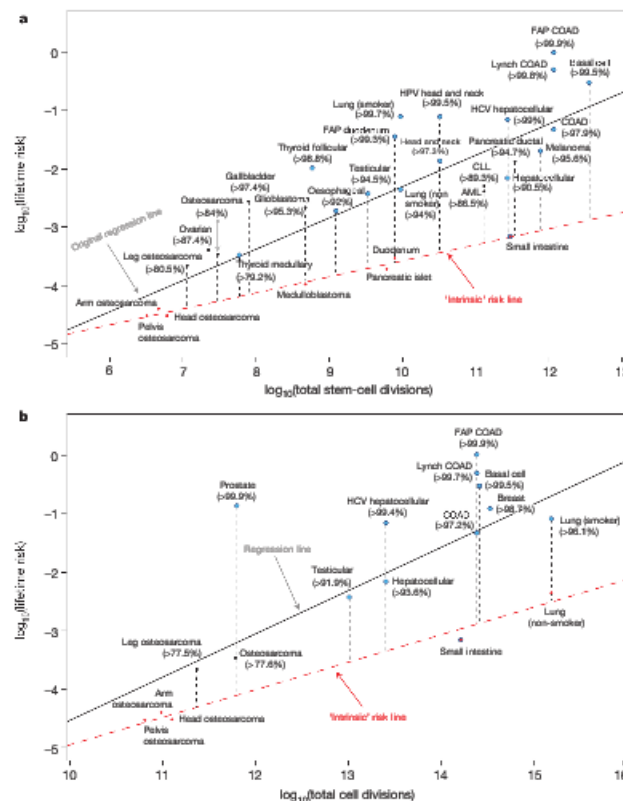 a
FAP COAD
(>99.9%)
Lynch COAD
(>99.8%)
Basal cell
(>99.5%)
HPV head and neck
(>99.5%)
Lung (smoker)
(>99.7%)
HCV hepatocellular
(>99%)
FAP duodenum
(>99.3%)
COAD
(>97.9%)
Head and neck
Thyroid follicular
(>98.8%)
Pancreatic ductal
(>94.7%)
Melanoma
(>95.6%)
Testicular
(>94.5%)
Gallbladder
(>97.4%)
CLL
(>89.3%)
Hepatocellular
(>90.5%)
Glioblastoma
(>95.3%)
Oesophageal
(>92%)
Lung (non-
smoker)
(>94%)
AML
(>86.5%)
Osteosarcoma
(>84%)
Ovarian
(>87.4%)
Original regression line
Small intestine
Duodenum
Leg osteosarcoma
(>80.5%)
Thyroid medullary
(>79.2%)
Pancreatic islet
'Intrinsic' risk line
Medulloblastoma
Arm osteosarcoma
Head osteosarcoma
Pelvis
osteosarcoma
log10(lifetime risk)
0
−1
−2
−3
−4
−5
6
7
8
9
10
11
12
13
log10(total stem-cell divisions)
b
FAP COAD
(>99.9%)
Lynch COAD
(>99.7%)
Basal cell
(>99.5%)
Prostate
(>99.9%)
HCV hepatocellular
(>99.4%)
Breast
(>98.7%)
COAD
(>97.2%)
Lung (smoker)
(>96.1%)
Regression line
Testicular
(>91.9%)
Hepatocellular
(>93.6%)
Lung
(non-smoker)
Leg osteosarcoma
(>77.5%)
Osteosarcoma
(>77.6%)
Small intestine
Arm
osteosarcoma
Head osteosarcoma
Pelvis
osteosarcoma
'Intrinsic' risk line
log10(lifetime risk)
0
−1
−2
−3
−4
−5
10
11
12
13
14
15
16
log10(total cell divisions)